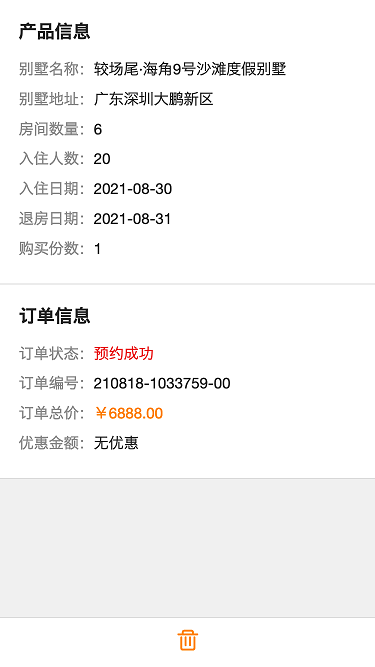 产品信息
别墅名称：较场尾·海角9号沙滩度假别墅
别墅地址：广东深圳大鹏新区
房间数量：6
入住人数：20
入住日期：2021-08-30
退房日期：2021-08-31
购买份数：1
订单信息
订单状态：预约成功
订单编号：210818-1033759-00
订单总价：￥6888.00
优惠金额：无优惠